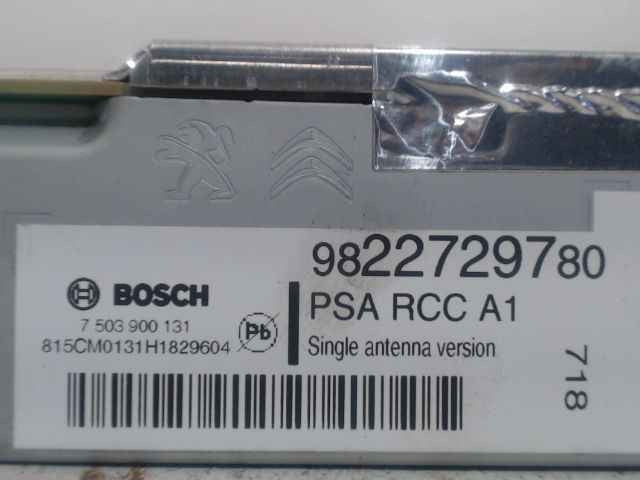 9822729780
BOSCH
PSA RCC A1
7 503 900 131
815CM0131H1829604
Pb
Single antenna version
718